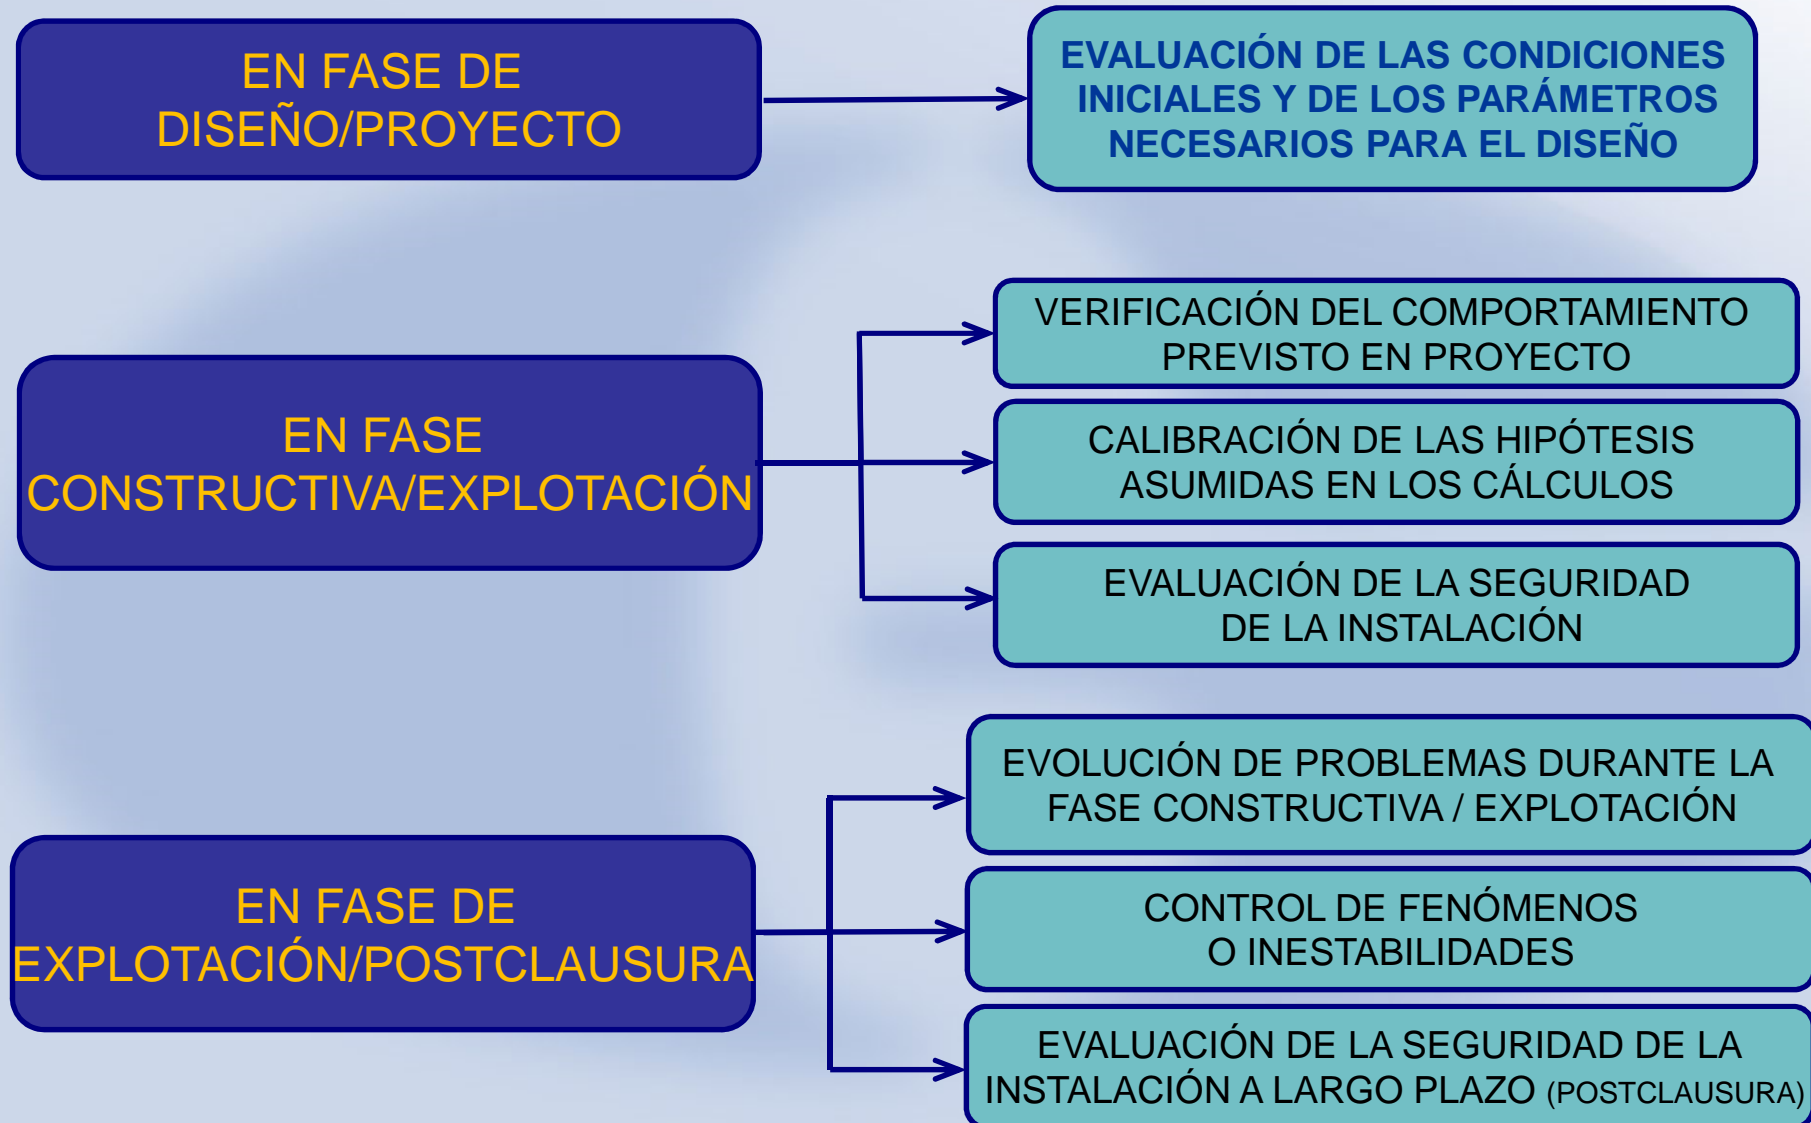 EN FASE DE
DISEÑO/PROYECTO
EVALUACIÓN DE LAS CONDICIONES
INICIALES Y DE LOS PARÁMETROS
NECESARIOS PARA EL DISEÑO
EN FASE
CONSTRUCTIVA/EXPLOTACIÓN
VERIFICACIÓN DEL COMPORTAMIENTO
PREVISTO EN PROYECTO
CALIBRACIÓN DE LAS HIPÓTESIS
ASUMIDAS EN LOS CÁLCULOS
EVALUACIÓN DE LA SEGURIDAD
DE LA INSTALACIÓN
EN FASE DE
EXPLOTACIÓN/POSTCLAUSURA
EVOLUCIÓN DE PROBLEMAS DURANTE LA
FASE CONSTRUCTIVA / EXPLOTACIÓN
CONTROL DE FENÓMENOS
O INESTABILIDADES
EVALUACIÓN DE LA SEGURIDAD DE LA
INSTALACIÓN A LARGO PLAZO (POSTCLAUSURA)